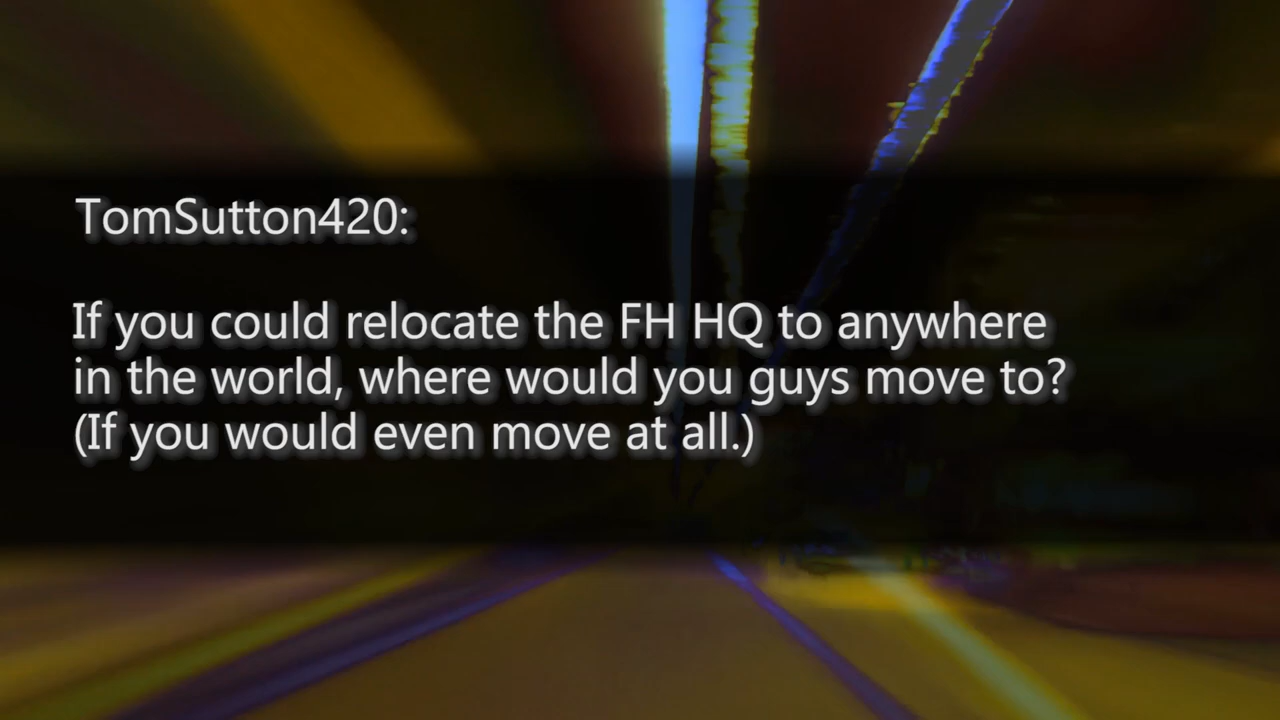 TomSutton420:
If you could relocate the FH HQ to anywhere
in the world, where would you guys move to?
(If you would even move at all.)